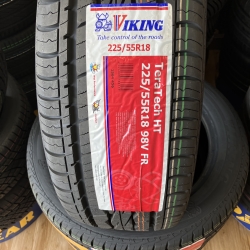 VIKING
Take control of the roads
225/55R18
TeraTech HT
225/55R18 98V FR